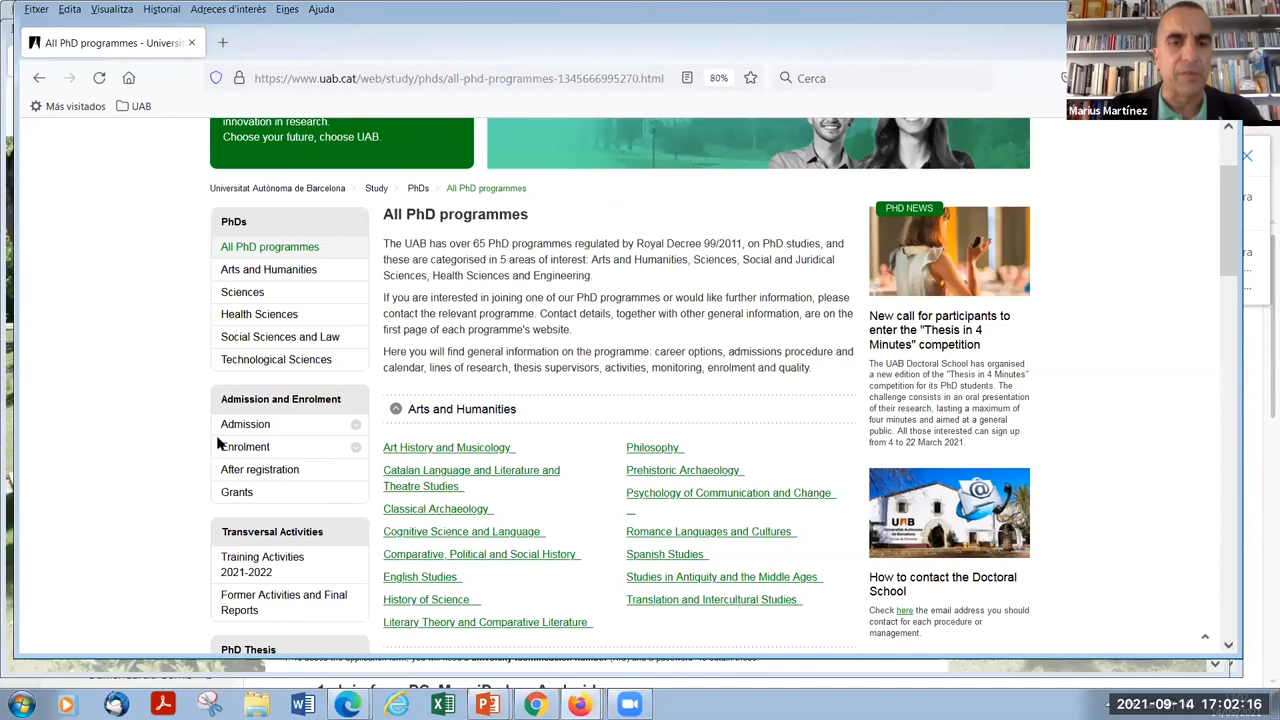 Fitxer Edita Visualitza Historial Adreces d'interès Eines Ajuda
All PhD programmes - Universit
https://www.uab.cat/web/study/phds/all-phd-programmes-1345666995270.html 80% Cerca
Más visitados UAB
Marius Martínez
innovation in research.
Choose your future, choose UAB.
Universitat Autònoma de Barcelona > Study > PhDs > All PhD programmes
PhDs
All PhD programmes
Arts and Humanities
Sciences
Health Sciences
Social Sciences and Law
Technological Sciences
Admission and Enrolment
Admission
Enrolment
After registration
Grants
Transversal Activities
Training Activities
2021-2022
Former Activities and Final
Reports
PhD Thesis
All PhD programmes
The UAB has over 65 PhD programmes regulated by Royal Decree 99/2011, on PhD studies, and
these are categorised in 5 areas of interest: Arts and Humanities, Sciences, Social and Juridical
Sciences, Health Sciences and Engineering.
If you are interested in joining one of our PhD programmes or would like further information, please
contact the relevant programme. Contact details, together with other general information, are on the
first page of each programme's website.
Here you will find general information on the programme: career options, admissions procedure and
calendar, lines of research, thesis supervisors, activities, monitoring, enrolment and quality.
Arts and Humanities
Art History and Musicology
Catalan Language and Literature and
Theatre Studies
Classical Archaeology
Cognitive Science and Language
Comparative, Political and Social History
English Studies
History of Science
Literary Theory and Comparative Literature
Philosophy
Prehistoric Archaeology
Psychology of Communication and Change
Romance Languages and Cultures
Spanish Studies
Studies in Antiquity and the Middle Ages
Translation and Intercultural Studies
PHD NEWS
New call for participants to
enter the "Thesis in 4
Minutes" competition
The UAB Doctoral School has organised
a new edition of the "Thesis in 4 Minutes"
competition for its PhD students. The
challenge consists in an oral presentation
of their research, lasting a maximum of
four minutes and aimed at a general
public. All those interested can sign up
from 4 to 22 March 2021.
UAB
How to contact the Doctoral
School
Check here the email address you should
contact for each procedure or
management.
2021-09-14 17:02:16